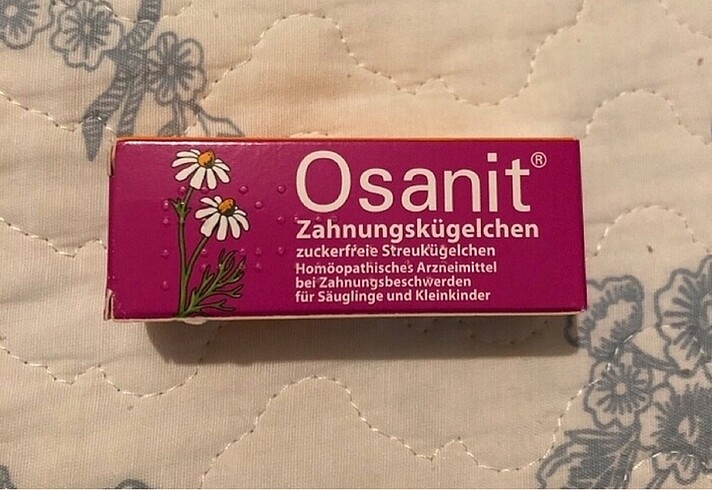 Osanit®
Zahnungskügelchen
zuckerfreie Streukügelchen
Homöopathisches Arzneimittel
bei Zahnungsbeschwerden
für Säuglinge und Kleinkinder